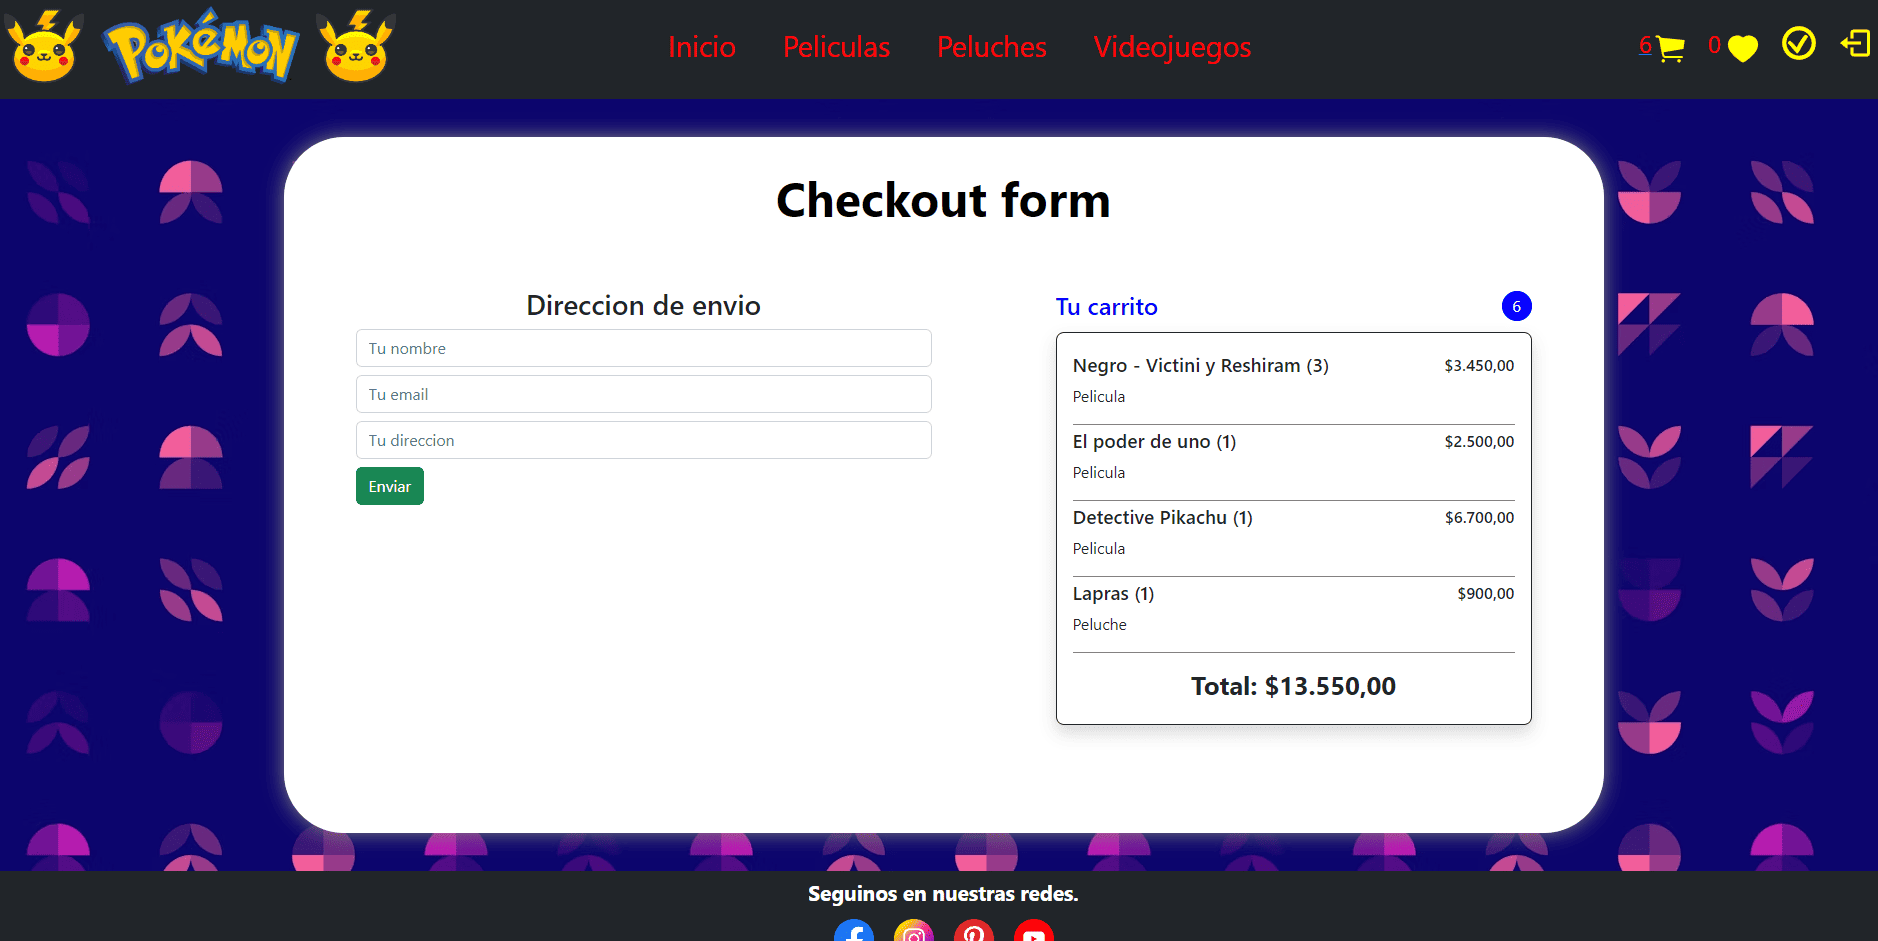 POKéMON
Inicio Peliculas Peluches Videojuegos
6 0
Checkout form
Direccion de envio
Tu nombre
Tu email
Tu direccion
Enviar
Tu carrito 6
Negro - Victini y Reshiram (3) $3.450,00
Pelicula
El poder de uno (1) $2.500,00
Pelicula
Detective Pikachu (1) $6.700,00
Pelicula
Lapras (1) $900,00
Peluche
Total: $13.550,00
Seguinos en nuestras redes.